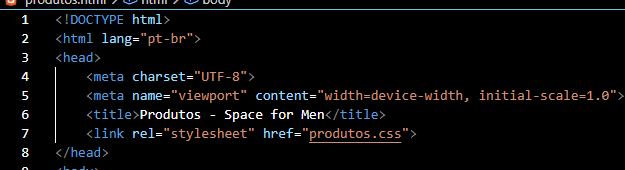 produtos.html > html > body
1 <!DOCTYPE html>
2 <html lang="pt-br">
3 <head>
4 <meta charset="UTF-8">
5 <meta name="viewport" content="width=device-width, initial-scale=1.0">
6 <title>Produtos - Space for Men</title>
7 <link rel="stylesheet" href="produtos.css">
8 </head>
9 <body>